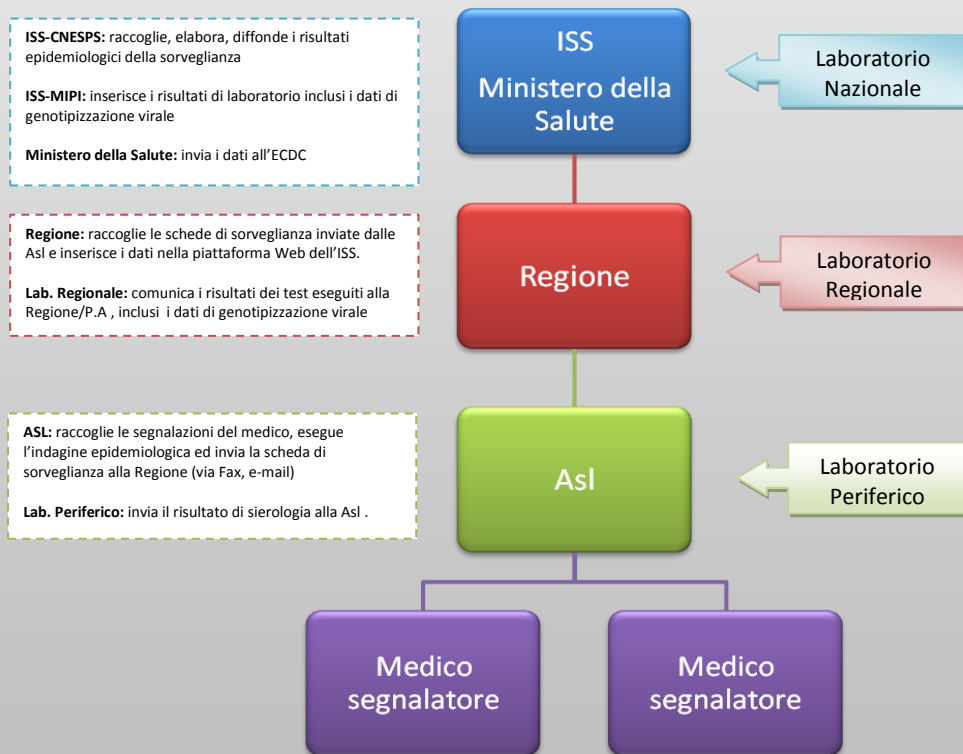 ISS-CNESPS: raccoglie, elabora, diffonde i risultati
epidemiologici della sorveglianza
ISS-MIPI: inserisce i risultati di laboratorio inclusi i dati di
genotipizzazione virale
Ministero della Salute: invia i dati all'ECDC
ISS
Ministero della
Salute
Laboratorio
Nazionale
Regione: raccoglie le schede di sorveglianza inviate dalle
Asl e inserisce i dati nella piattaforma Web dell'ISS.
Lab. Regionale: comunica i risultati dei test eseguiti alla
Regione/P.A , inclusi i dati di genotipizzazione virale
Regione
Laboratorio
Regionale
ASL: raccoglie le segnalazioni del medico, esegue
l'indagine epidemiologica ed invia la scheda di
sorveglianza alla Regione (via Fax, e-mail)
Lab. Periferico: invia il risultato di sierologia alla Asl .
Asl
Laboratorio
Periferico
Medico
segnalatore
Medico
segnalatore